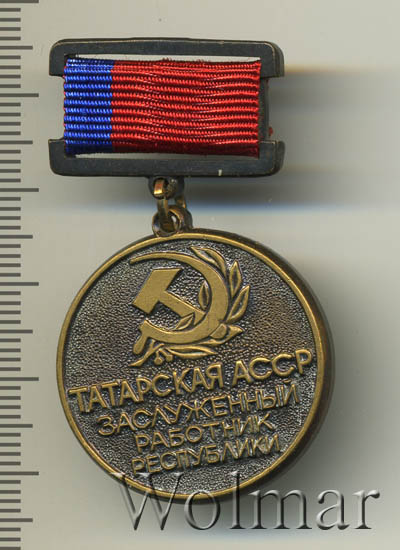 ТАТАРСКАЯ АССР
ЗАСЛУЖЕННЫЙ
РАБОТНИК
РЕСПУБЛИКИ
Wolmar